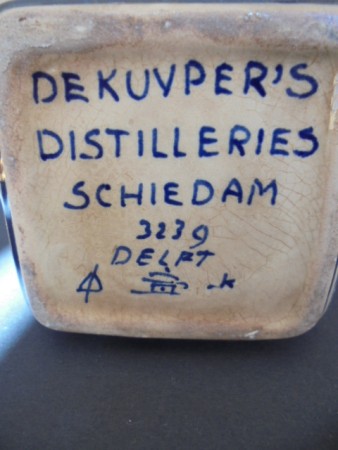 DEKUYPER'S
DISTILLERIES
SCHIEDAM
3239
DELFT